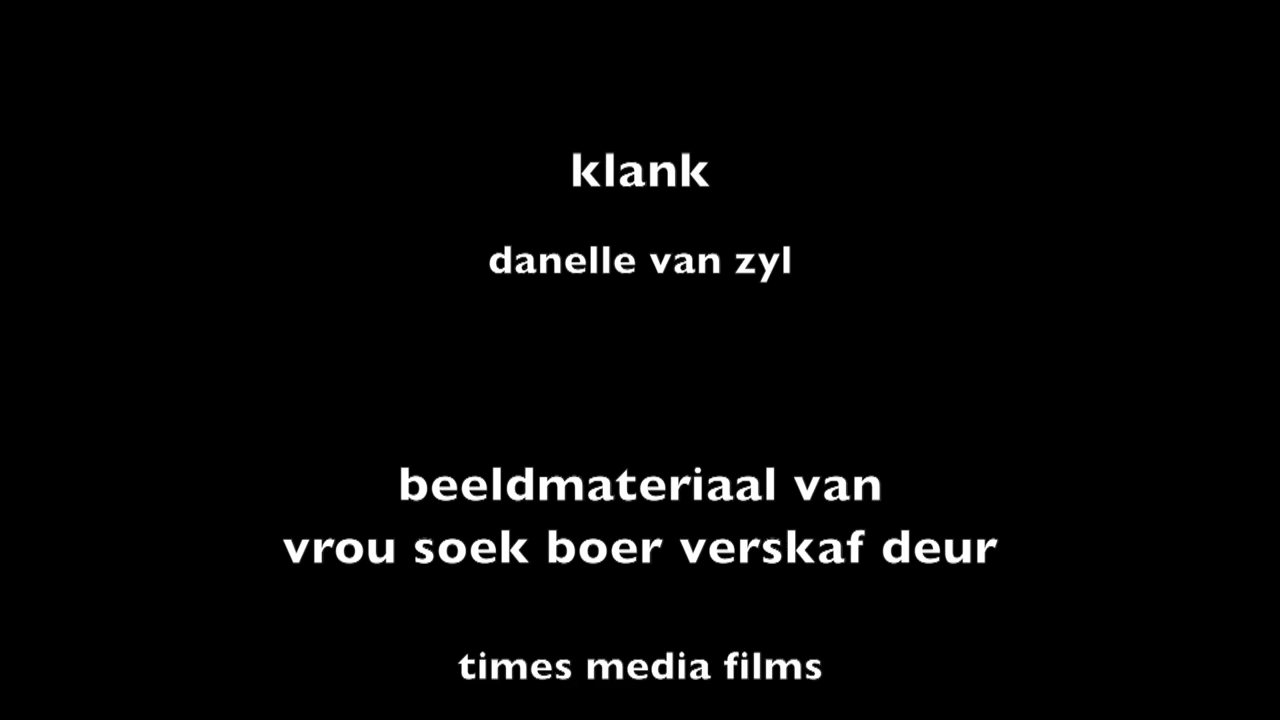 klank
danelle van zyl
beeldmateriaal van
vrou soek boer verskaf deur
times media films